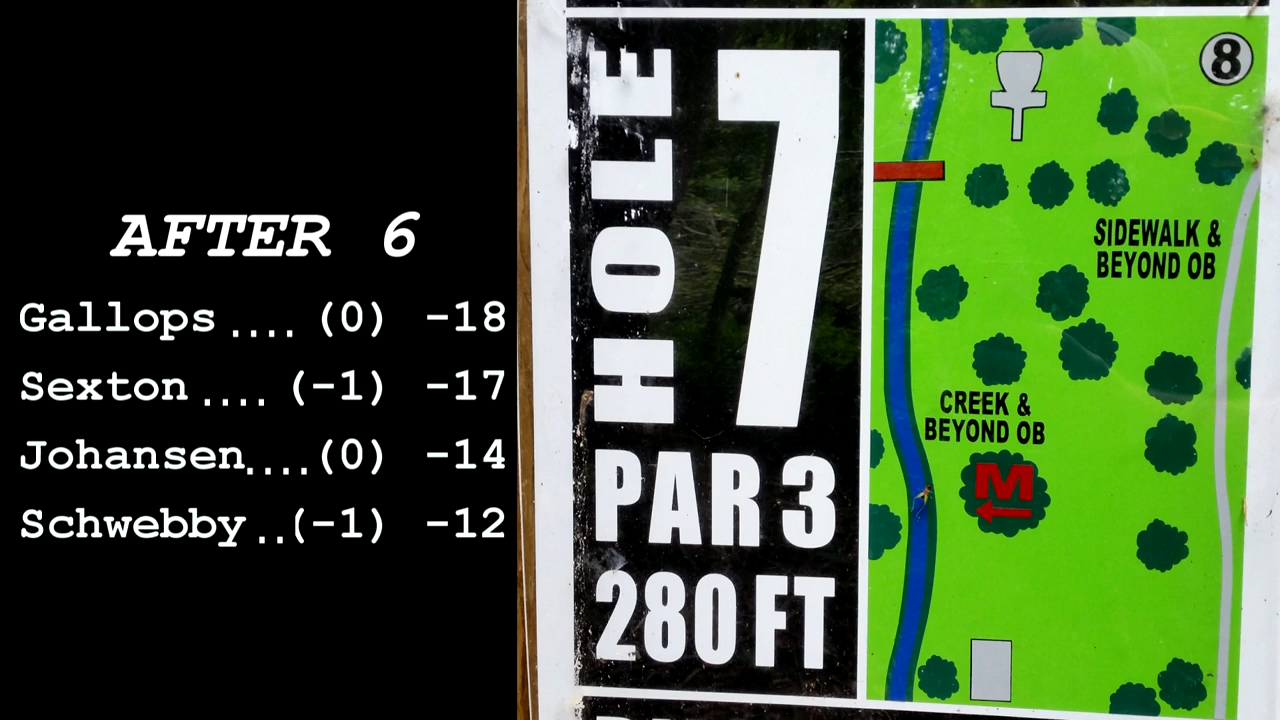 AFTER 6
Gallops .... (0) -18
Sexton .... (-1) -17
Johansen....(0) -14
Schwebby ..(-1) -12
HOLE 7
PAR 3
280 FT
8
SIDEWALK &
BEYOND OB
CREEK &
BEYOND OB
M